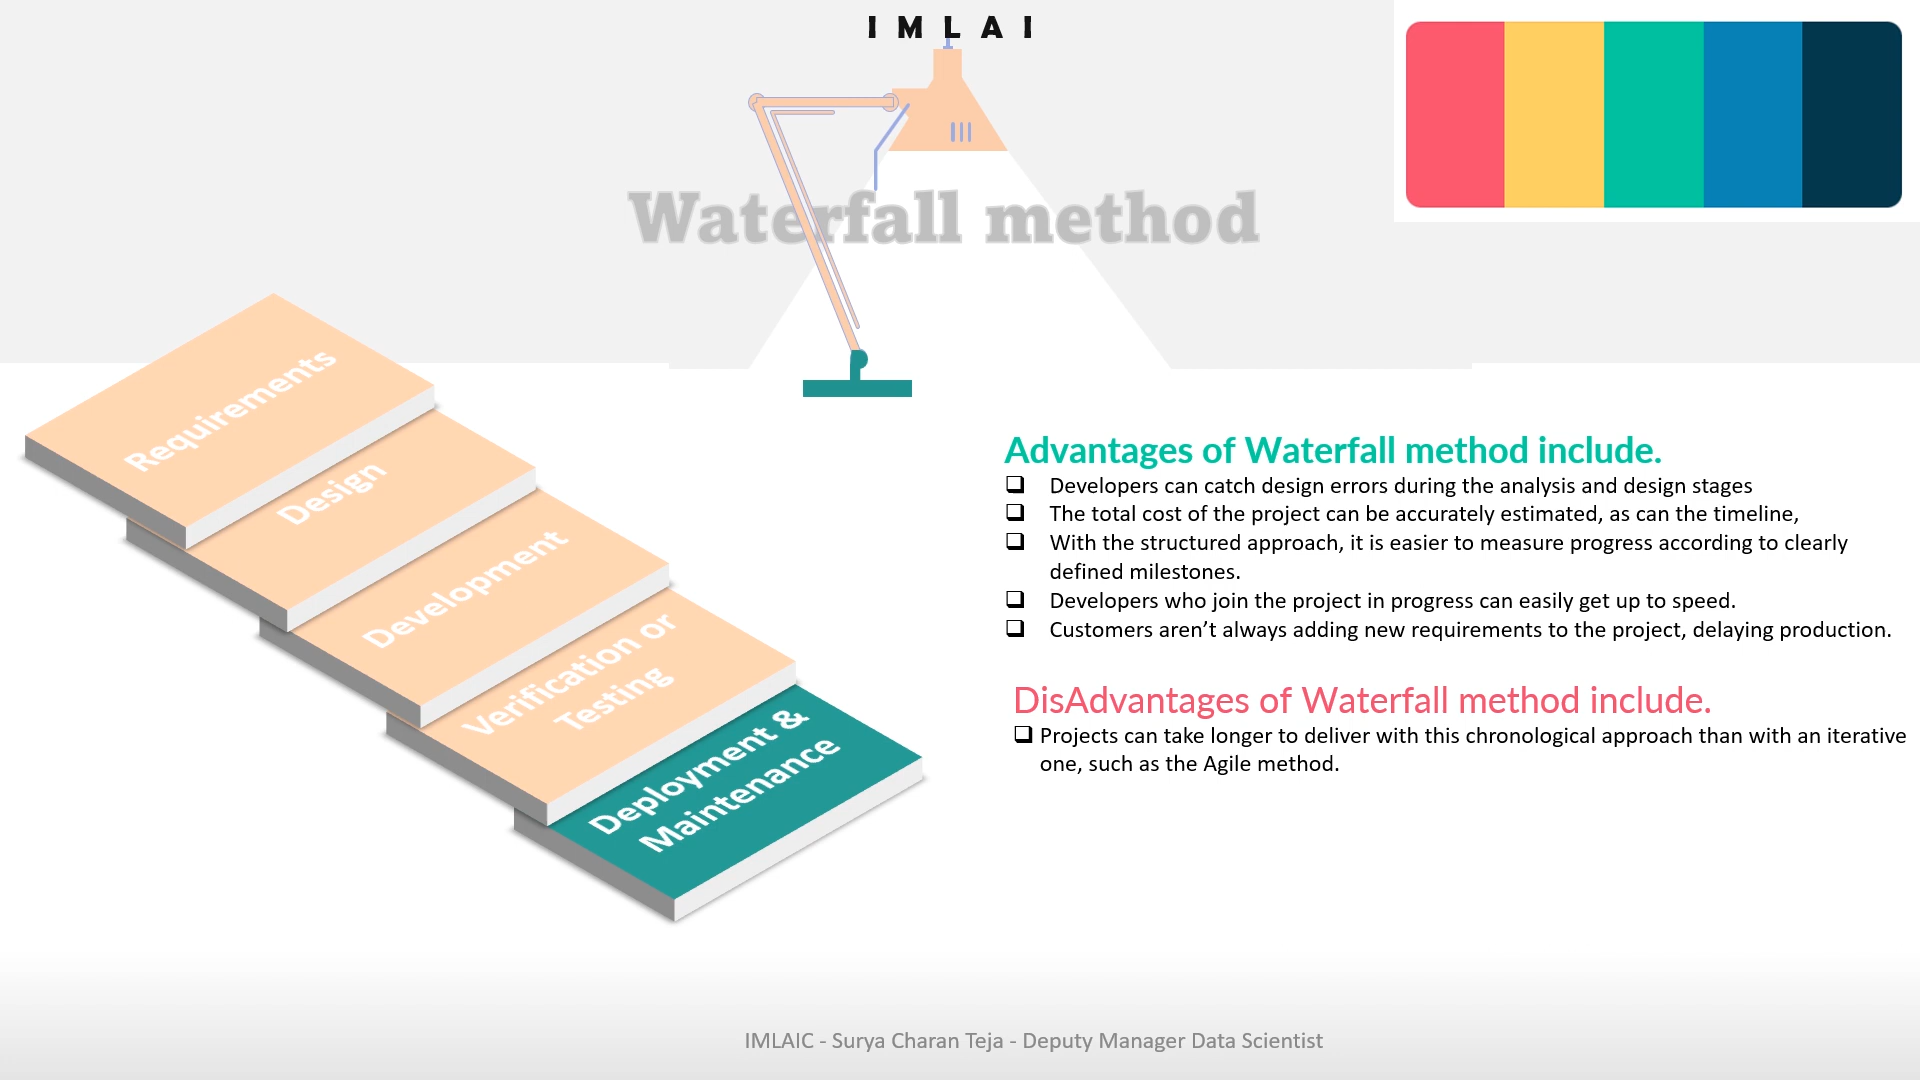 IMLAI
Waterfall method
Requirements
Design
Development
Verification or
Testing
Deployment &
Maintenance
Advantages of Waterfall method include.
❑ Developers can catch design errors during the analysis and design stages
❑ The total cost of the project can be accurately estimated, as can the timeline,
❑ With the structured approach, it is easier to measure progress according to clearly
defined milestones.
❑ Developers who join the project in progress can easily get up to speed.
❑ Customers aren’t always adding new requirements to the project, delaying production.
DisAdvantages of Waterfall method include.
❑ Projects can take longer to deliver with this chronological approach than with an iterative
one, such as the Agile method.
IMLAIC - Surya Charan Teja - Deputy Manager Data Scientist